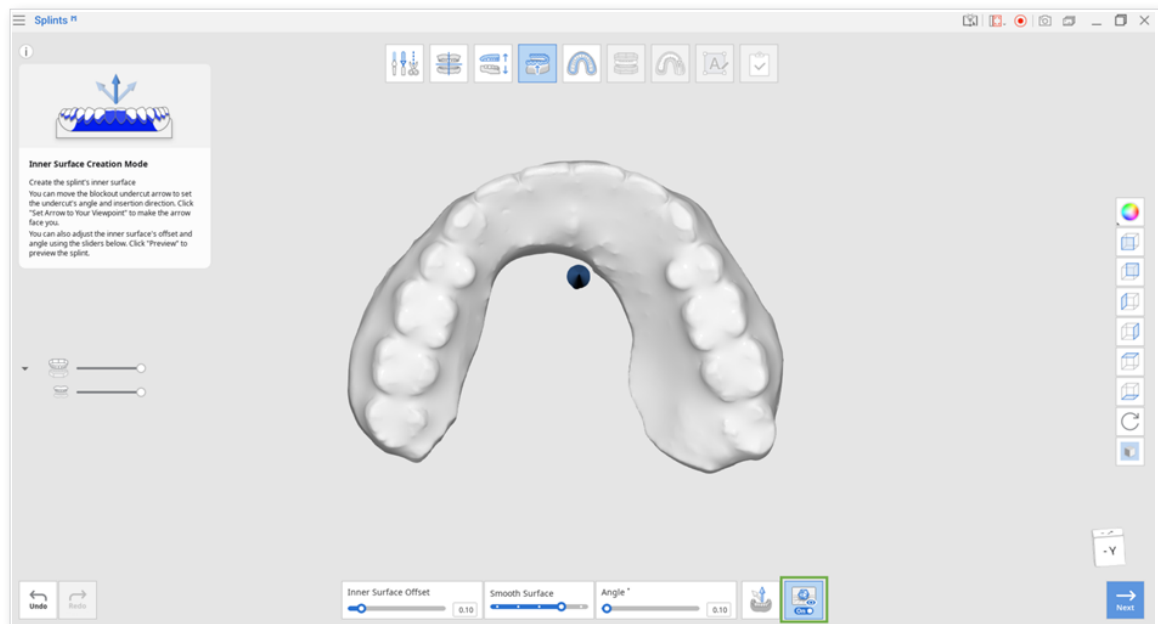 Splints
Inner Surface Creation Mode
Create the splint's inner surface
You can move the blockout undercut arrow to set
the undercut's angle and insertion direction. Click
"Set Arrow to Your Viewpoint" to make the arrow
face you.
You can also adjust the inner surface's offset and
angle using the sliders below. Click "Preview" to
preview the splint.
-Y
Undo
Redo
Inner Surface Offset
0.10
Smooth Surface
Angle °
0.10
On
Next